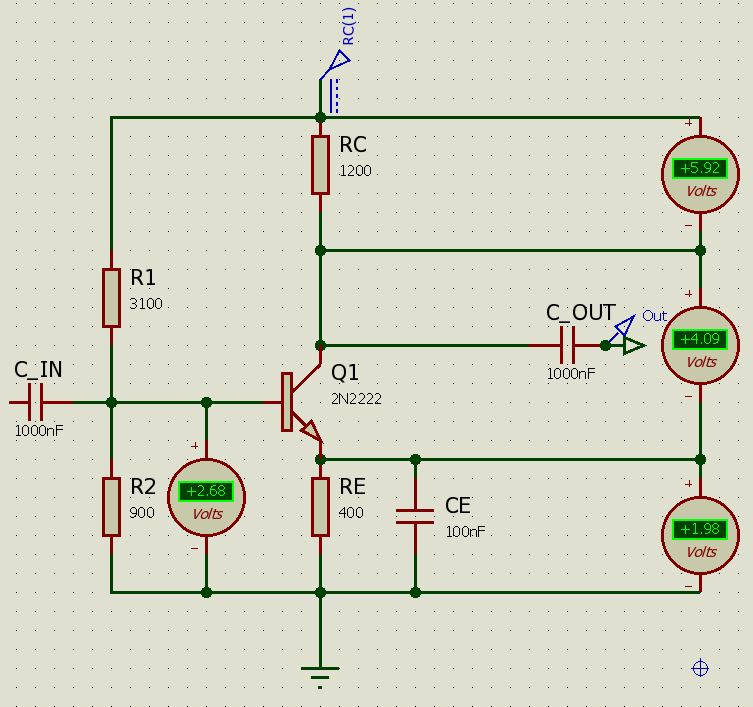 RC(1)
RC
1200
+
+5.92
Volts
−
R1
3100
+
C_OUT
Out
+4.09
Volts
1000nF
−
C_IN
1000nF
Q1
2N2222
+
+2.68
Volts
−
R2
900
RE
400
CE
100nF
+
+1.98
Volts
−